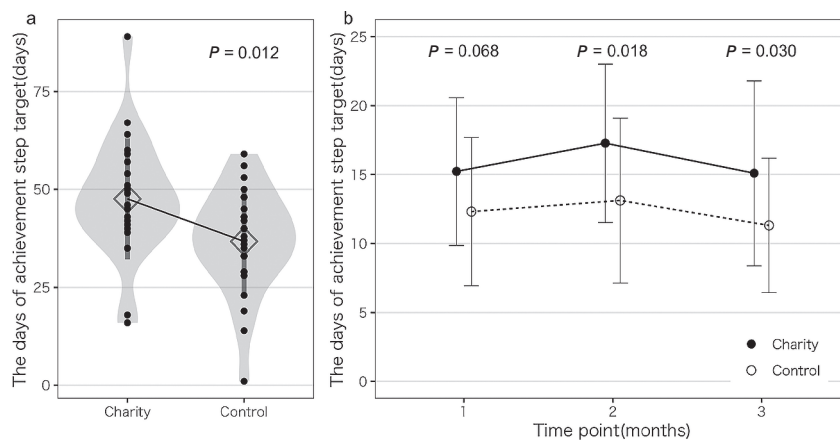 a
The days of achievement step target(days)
P = 0.012
75
50
25
0
Charity
Control
b
The days of achievement step target(days)
P = 0.068
P = 0.018
P = 0.030
25
20
15
10
5
0
Charity
Control
1
2
3
Time point(months)